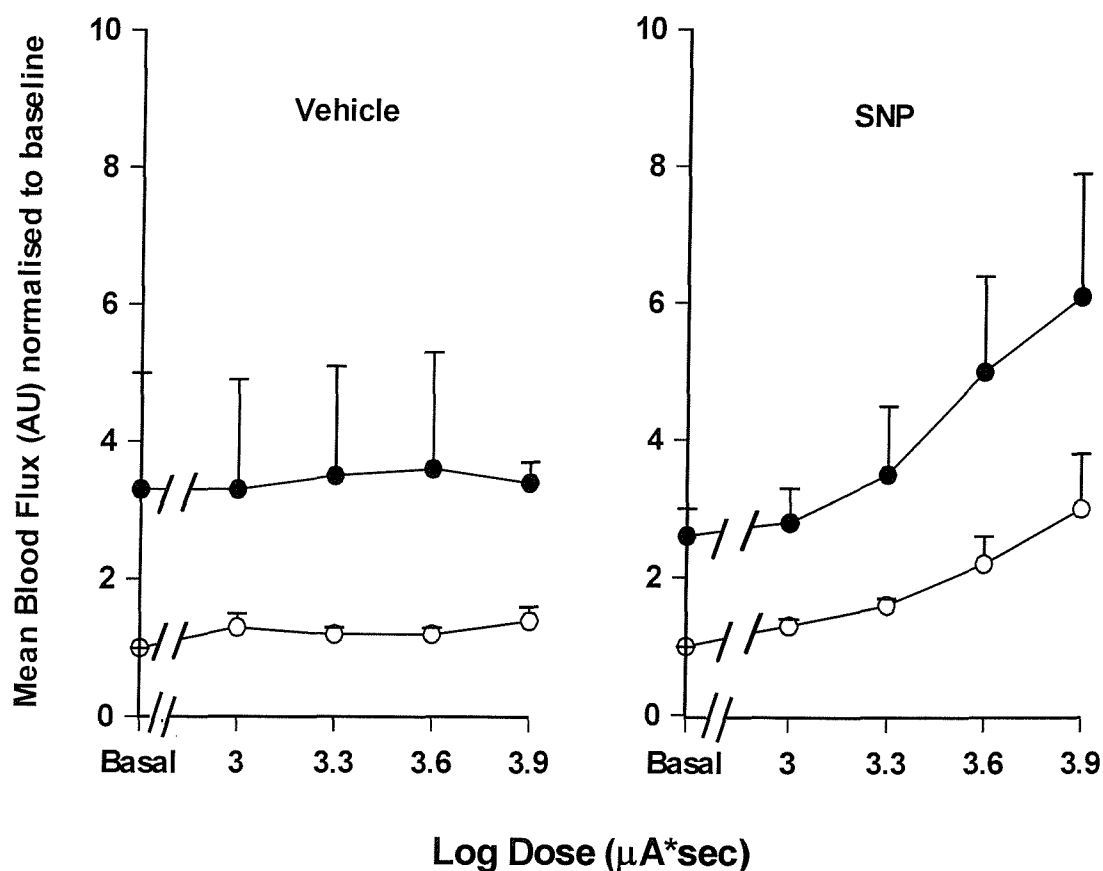 Mean Blood Flux (AU) normalised to baseline
Vehicle
10
8
6
4
2
0
Basal 3 3.3 3.6 3.9
SNP
10
8
6
4
2
0
Basal 3 3.3 3.6 3.9
Log Dose (μA*sec)